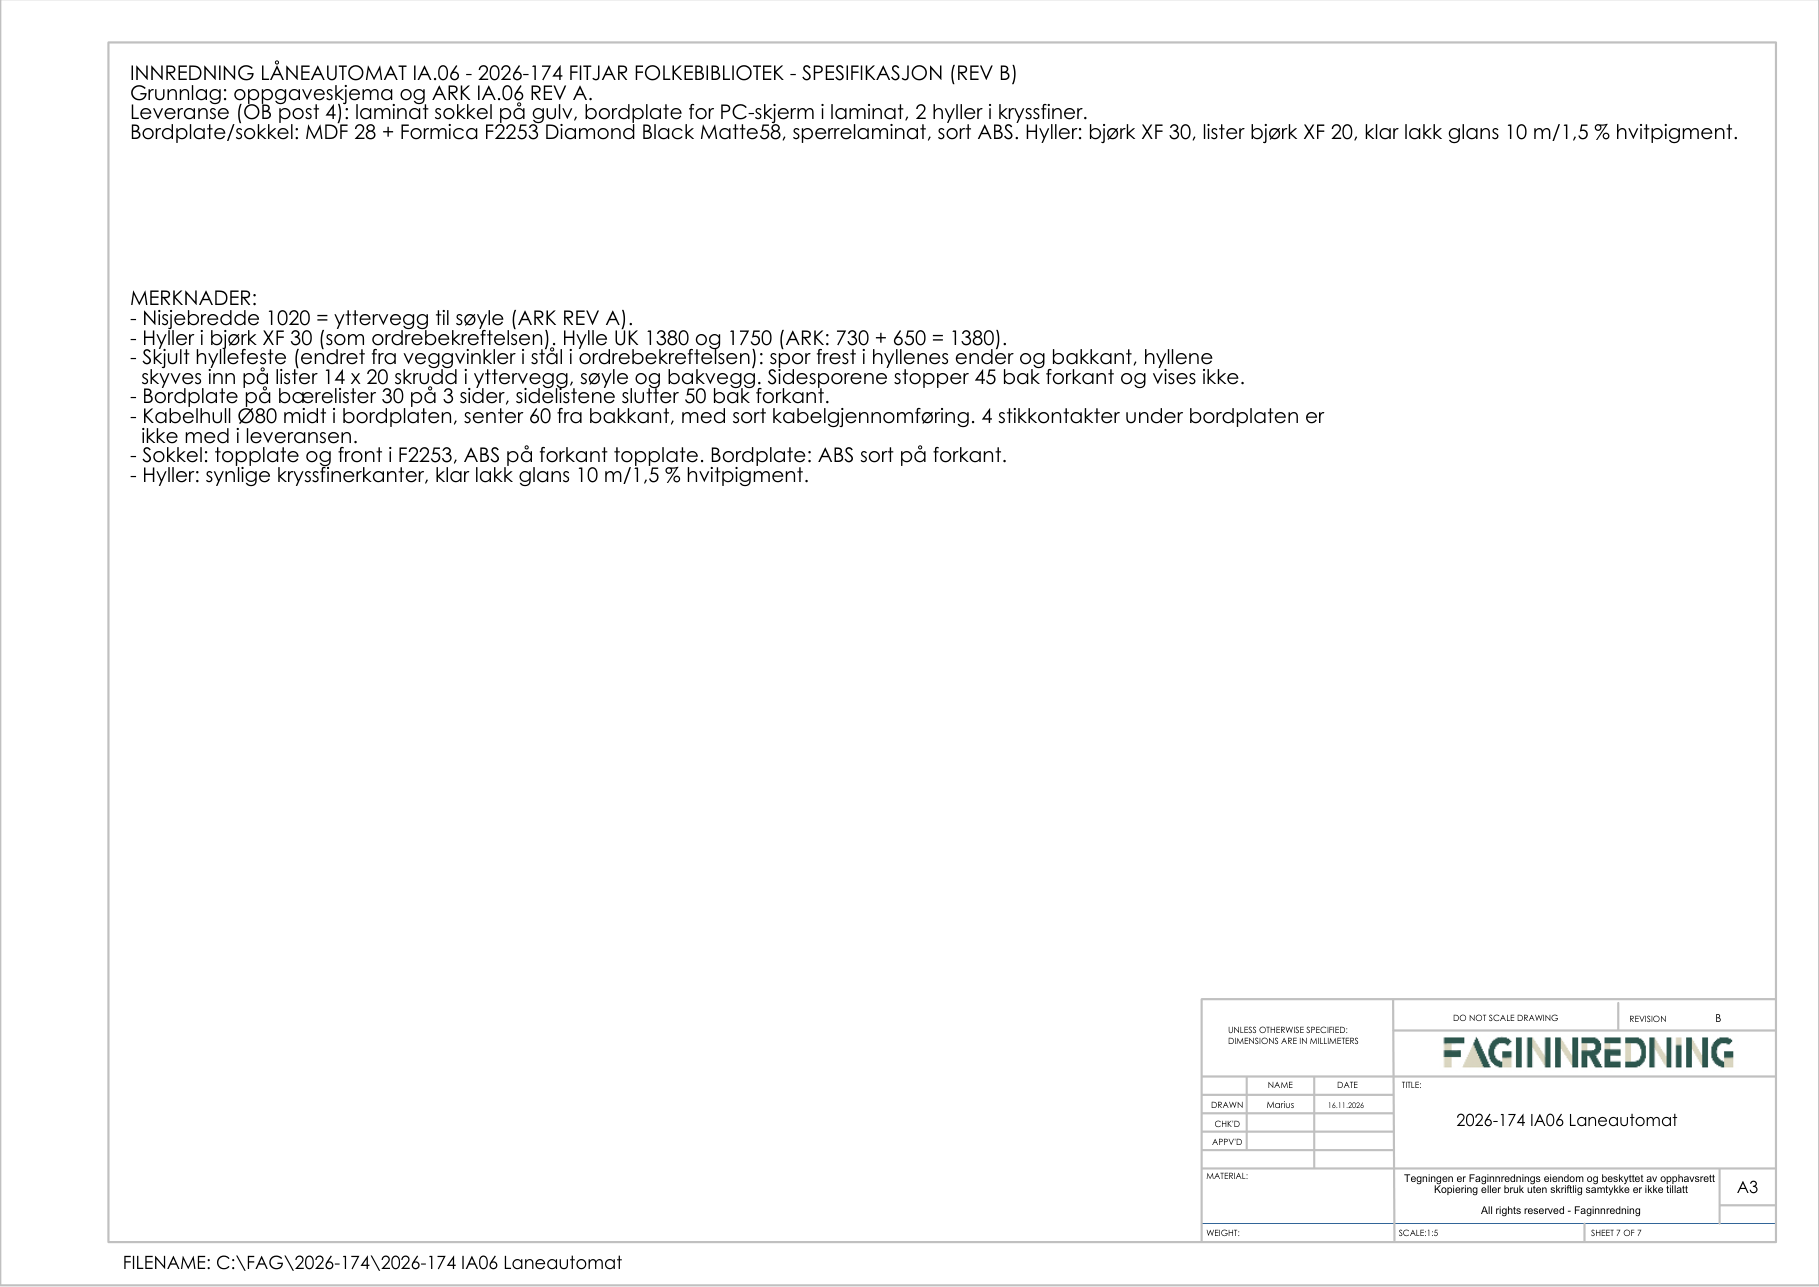 INNREDNING LÅNEAUTOMAT IA.06 - 2026-174 FITJAR FOLKEBIBLIOTEK - SPESIFIKASJON (REV B)
Grunnlag: oppgaveskjema og ARK IA.06 REV A.
Leveranse (OB post 4): laminat sokkel på gulv, bordplate for PC-skjerm i laminat, 2 hyller i kryssfiner.
Bordplate/sokkel: MDF 28 + Formica F2253 Diamond Black Matte58, sperrelaminat, sort ABS. Hyller: bjørk XF 30, lister bjørk XF 20, klar lakk glans 10 m/1,5 % hvitpigment.
MERKNADER:
- Nisjebredde 1020 = yttervegg til søyle (ARK REV A).
- Hyller i bjørk XF 30 (som ordrebekreftelsen). Hylle UK 1380 og 1750 (ARK: 730 + 650 = 1380).
- Skjult hyllefeste (endret fra veggvinkler i stål i ordrebekreftelsen): spor frest i hyllenes ender og bakkant, hyllene
skyves inn på lister 14 x 20 skrudd i yttervegg, søyle og bakvegg. Sidesporene stopper 45 bak forkant og vises ikke.
- Bordplate på bærelister 30 på 3 sider, sidelistene slutter 50 bak forkant.
- Kabelhull Ø80 midt i bordplaten, senter 60 fra bakkant, med sort kabelgjennomføring. 4 stikkontakter under bordplaten er
ikke med i leveransen.
- Sokkel: topplate og front i F2253, ABS på forkant topplate. Bordplate: ABS sort på forkant.
- Hyller: synlige kryssfinerkanter, klar lakk glans 10 m/1,5 % hvitpigment.
UNLESS OTHERWISE SPECIFIED:
DIMENSIONS ARE IN MILLIMETERS
DO NOT SCALE DRAWING
REVISION B
FAGINNREDNING
NAME DATE
DRAWN Marius 16.11.2026
CHK'D
APPV'D
TITLE:
2026-174 IA06 Laneautomat
MATERIAL:
Tegningen er Faginnrednings eiendom og beskyttet av opphavsrett
Kopiering eller bruk uten skriftlig samtykke er ikke tillatt
All rights reserved - Faginnredning
A3
WEIGHT:
SCALE:1:5
SHEET 7 OF 7
FILENAME: C:\FAG\2026-174\2026-174 IA06 Laneautomat